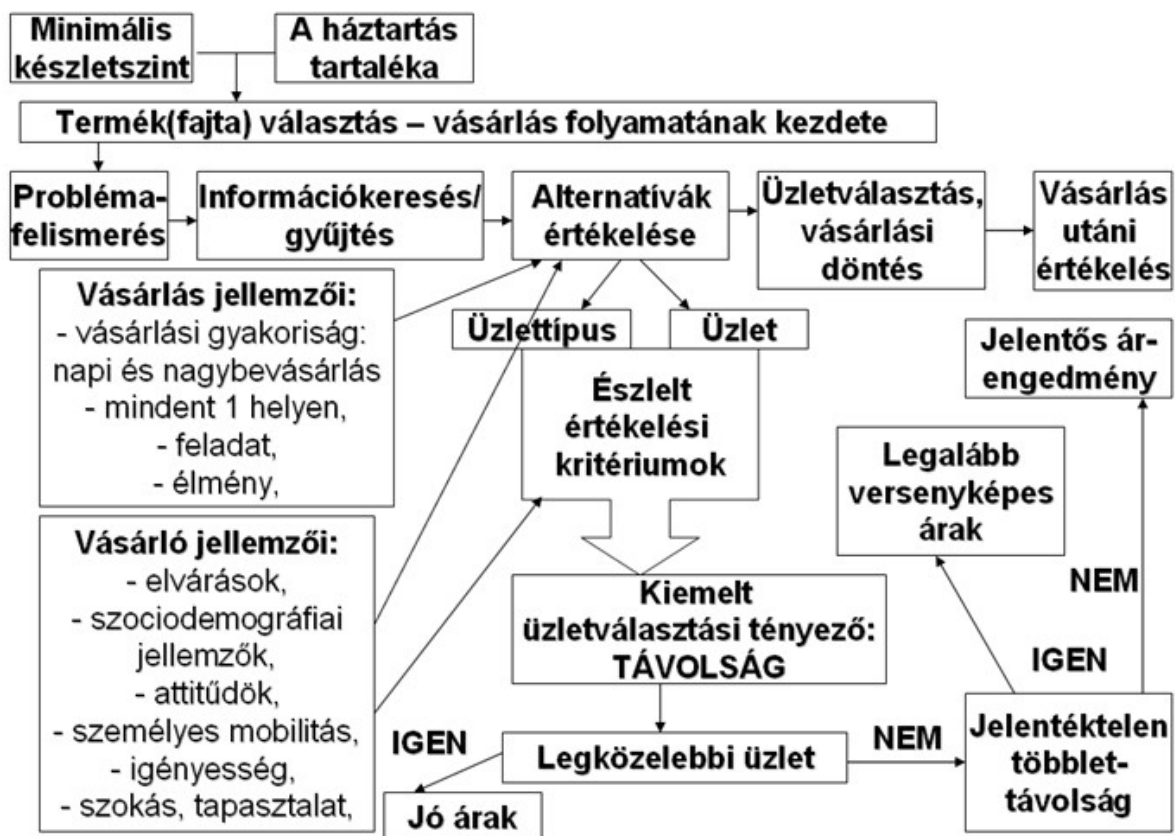 Minimális
készletszint
A háztartás
tartaléka
Termék(fajta) választás – vásárlás folyamatának kezdete
Probléma-
felismerés
Információkeresés/
gyűjtés
Alternatívák
értékelése
Üzletválasztás,
vásárlási
döntés
Vásárlás
utáni
értékelés
Vásárlás jellemzői:
- vásárlási gyakoriság:
napi és nagybevásárlás
- mindent 1 helyen,
- feladat,
- élmény,
Üzlettípus
Üzlet
Észlelt
értékelési
kritériumok
Jelentős ár-
engedmény
Legalább
versenyképes
árak
Vásárló jellemzői:
- elvárások,
- szociodemográfiai
jellemzők,
- attitűdök,
- személyes mobilitás,
- igényesség,
- szokás, tapasztalat,
Kiemelt
üzletválasztási tényező:
TÁVOLSÁG
NEM
IGEN
IGEN
Legközelebbi üzlet
NEM
Jelentéktelen
többlet-
távolság
Jó árak